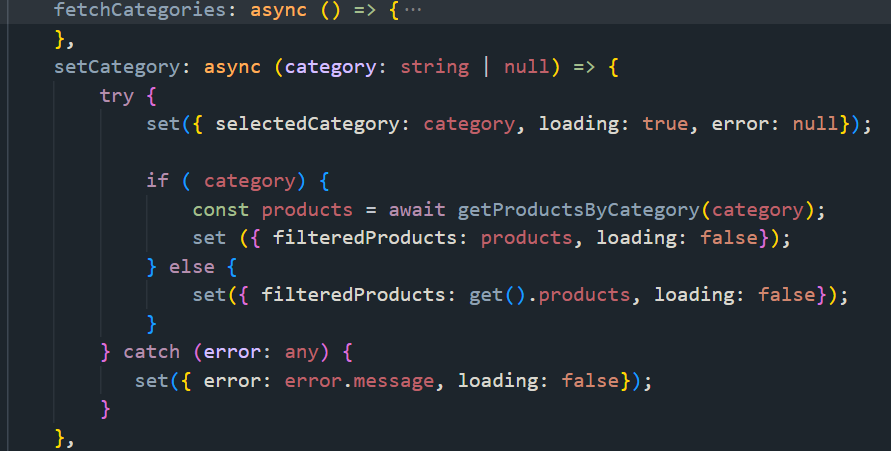 fetchCategories: async () => {⋯
},
setCategory: async (category: string | null) => {
try {
set({ selectedCategory: category, loading: true, error: null});
if ( category) {
const products = await getProductsByCategory(category);
set ({ filteredProducts: products, loading: false});
} else {
set({ filteredProducts: get().products, loading: false});
}
} catch (error: any) {
set({ error: error.message, loading: false});
}
},